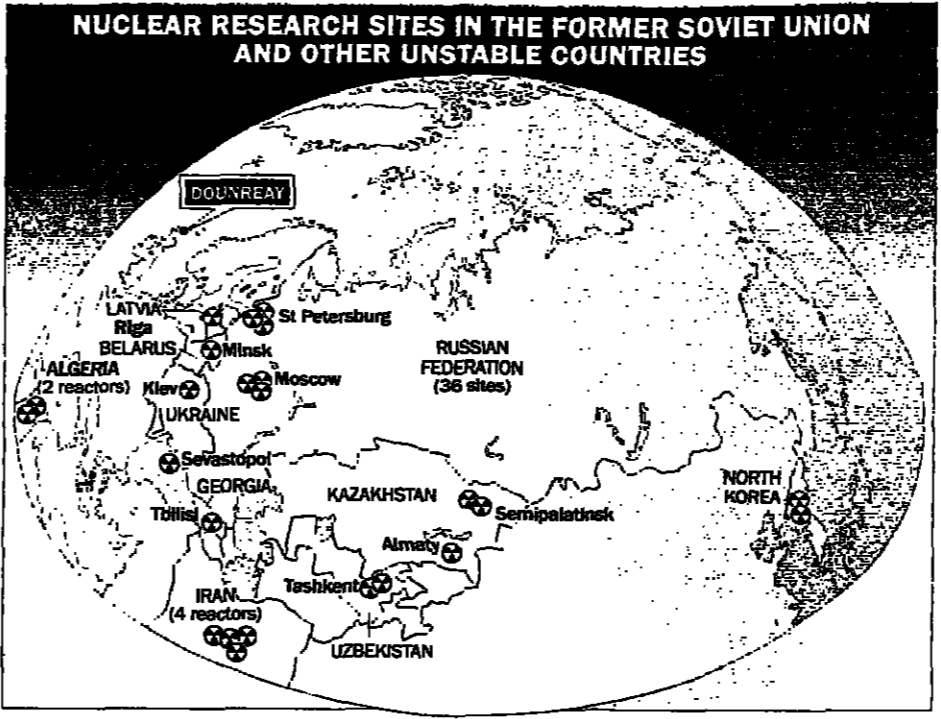 NUCLEAR RESEARCH SITES IN THE FORMER SOVIET UNION
AND OTHER UNSTABLE COUNTRIES
DOUNREAY
LATVIA
Riga
St Petersburg
BELARUS
Minsk
RUSSIAN
FEDERATION
(36 sites)
ALGERIA
(2 reactors)
Kiev
Moscow
UKRAINE
Sevastopol
GEORGIA
KAZAKHSTAN
Semipalatinsk
NORTH
KOREA
Tbilisi
Almaty
Tashkent
IRAN
(4 reactors)
UZBEKISTAN